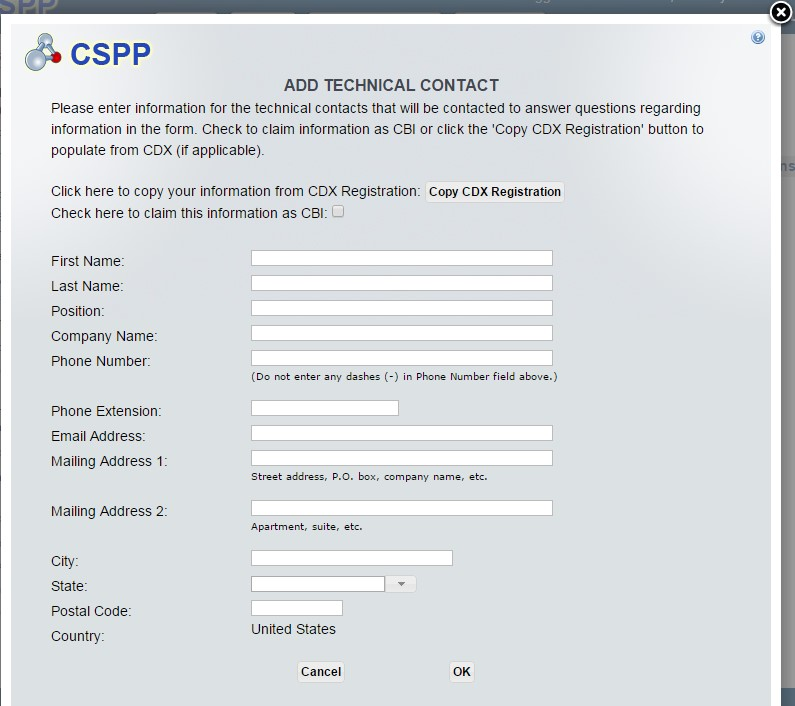 CSPP
ADD TECHNICAL CONTACT
Please enter information for the technical contacts that will be contacted to answer questions regarding
information in the form. Check to claim information as CBI or click the 'Copy CDX Registration' button to
populate from CDX (if applicable).
Click here to copy your information from CDX Registration: Copy CDX Registration
Check here to claim this information as CBI:
First Name:
Last Name:
Position:
Company Name:
Phone Number:
(Do not enter any dashes (-) in Phone Number field above.)
Phone Extension:
Email Address:
Mailing Address 1:
Street address, P.O. box, company name, etc.
Mailing Address 2:
Apartment, suite, etc.
City:
State:
Postal Code:
Country: United States
Cancel OK